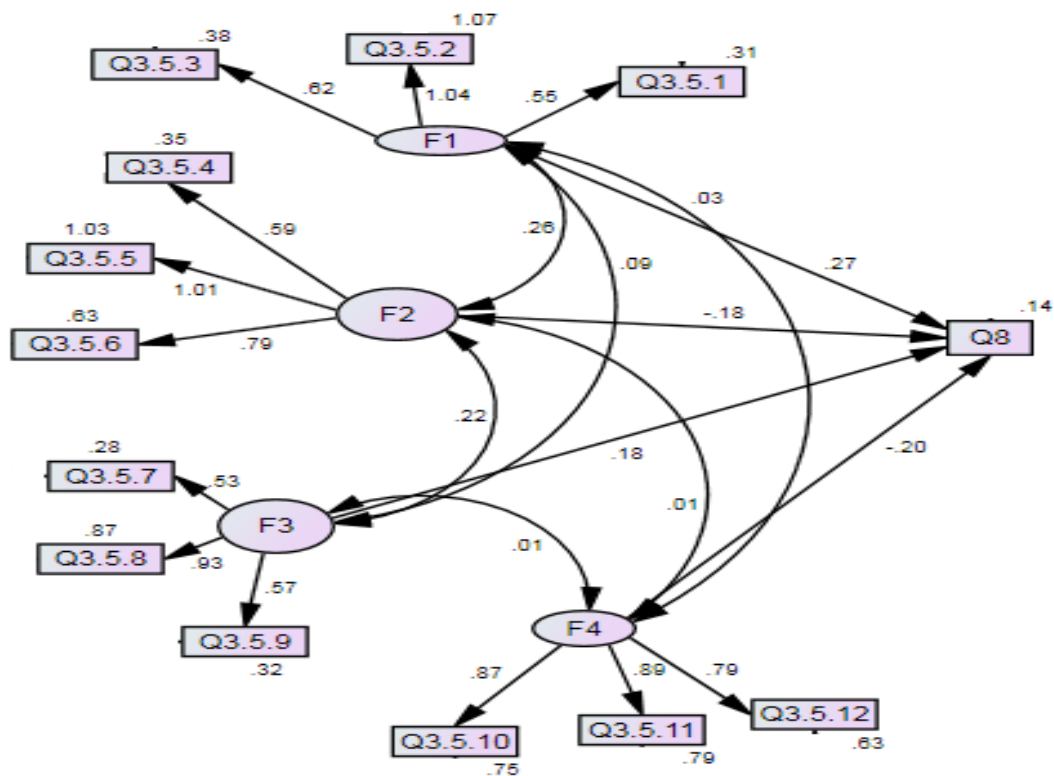 1.07
.38
Q3.5.2
.31
Q3.5.3
Q3.5.1
.62
1.04
.55
F1
.35
Q3.5.4
.03
.59
.26
1.03
Q3.5.5
.09
.27
1.01
.14
F2
-.18
.63
Q3.5.6
.79
Q8
.22
.18
-.20
.28
Q3.5.7
.53
.01
F3
.87
Q3.5.8
.93
.01
.57
F4
Q3.5.9
.32
.87
.89
.79
Q3.5.12
Q3.5.11
Q3.5.10
.63
.79
.75